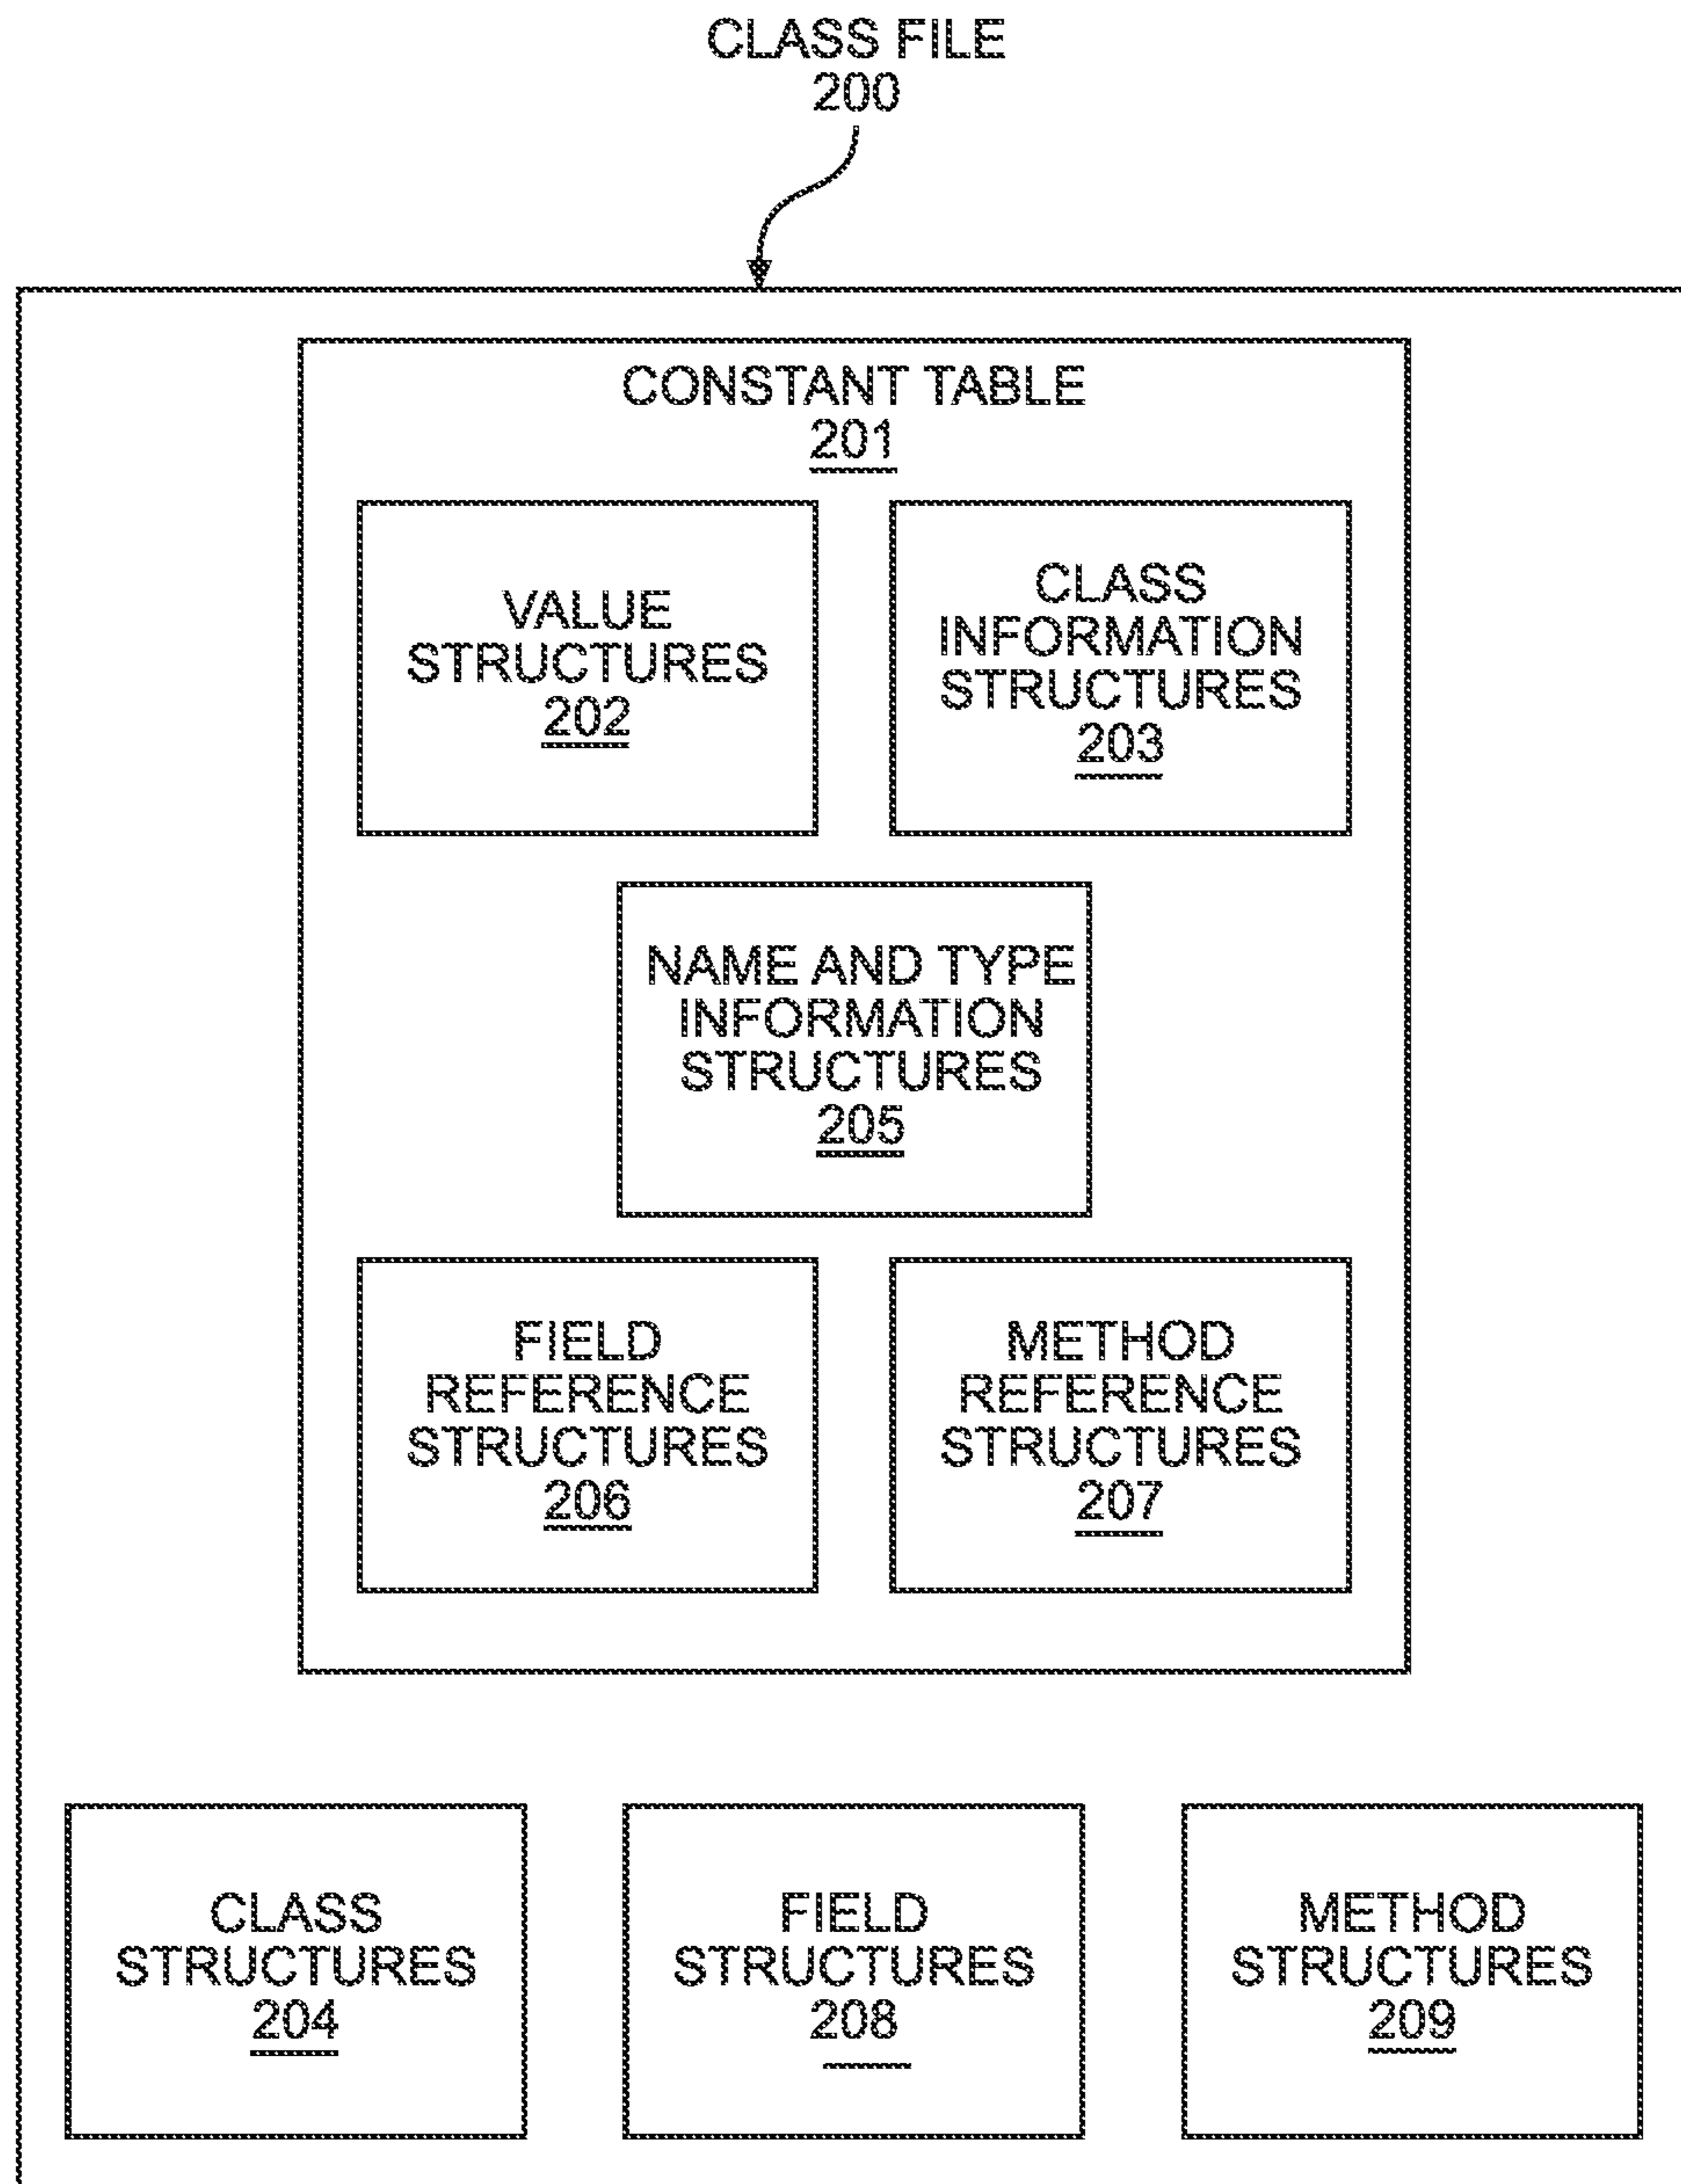 CLASS FILE
200
CONSTANT TABLE
201
VALUE
STRUCTURES
202
CLASS
INFORMATION
STRUCTURES
203
NAME AND TYPE
INFORMATION
STRUCTURES
205
FIELD
REFERENCE
STRUCTURES
206
METHOD
REFERENCE
STRUCTURES
207
CLASS
STRUCTURES
204
FIELD
STRUCTURES
208
METHOD
STRUCTURES
209